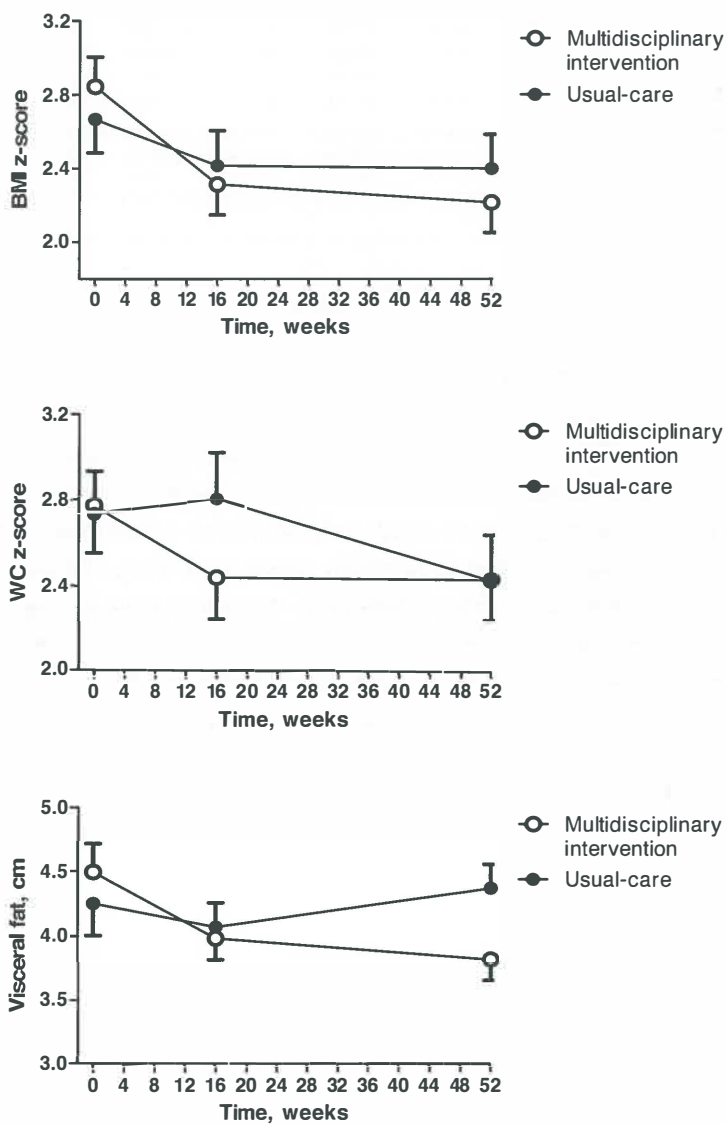 3.2
2.8
2.4
2.0
BMI z-score
0 4 8 12 16 20 24 28 32 36 40 44 48 52
Time, weeks
Multidisciplinary
intervention
Usual-care
3.2
2.8
2.4
2.0
WC z-score
0 4 8 12 16 20 24 28 32 36 40 44 48 52
Time, weeks
Multidisciplinary
intervention
Usual-care
5.0
4.5
4.0
3.5
3.0
Visceral fat, cm
0 4 8 12 16 20 24 28 32 36 40 44 48 52
Time, weeks
Multidisciplinary
intervention
Usual-care